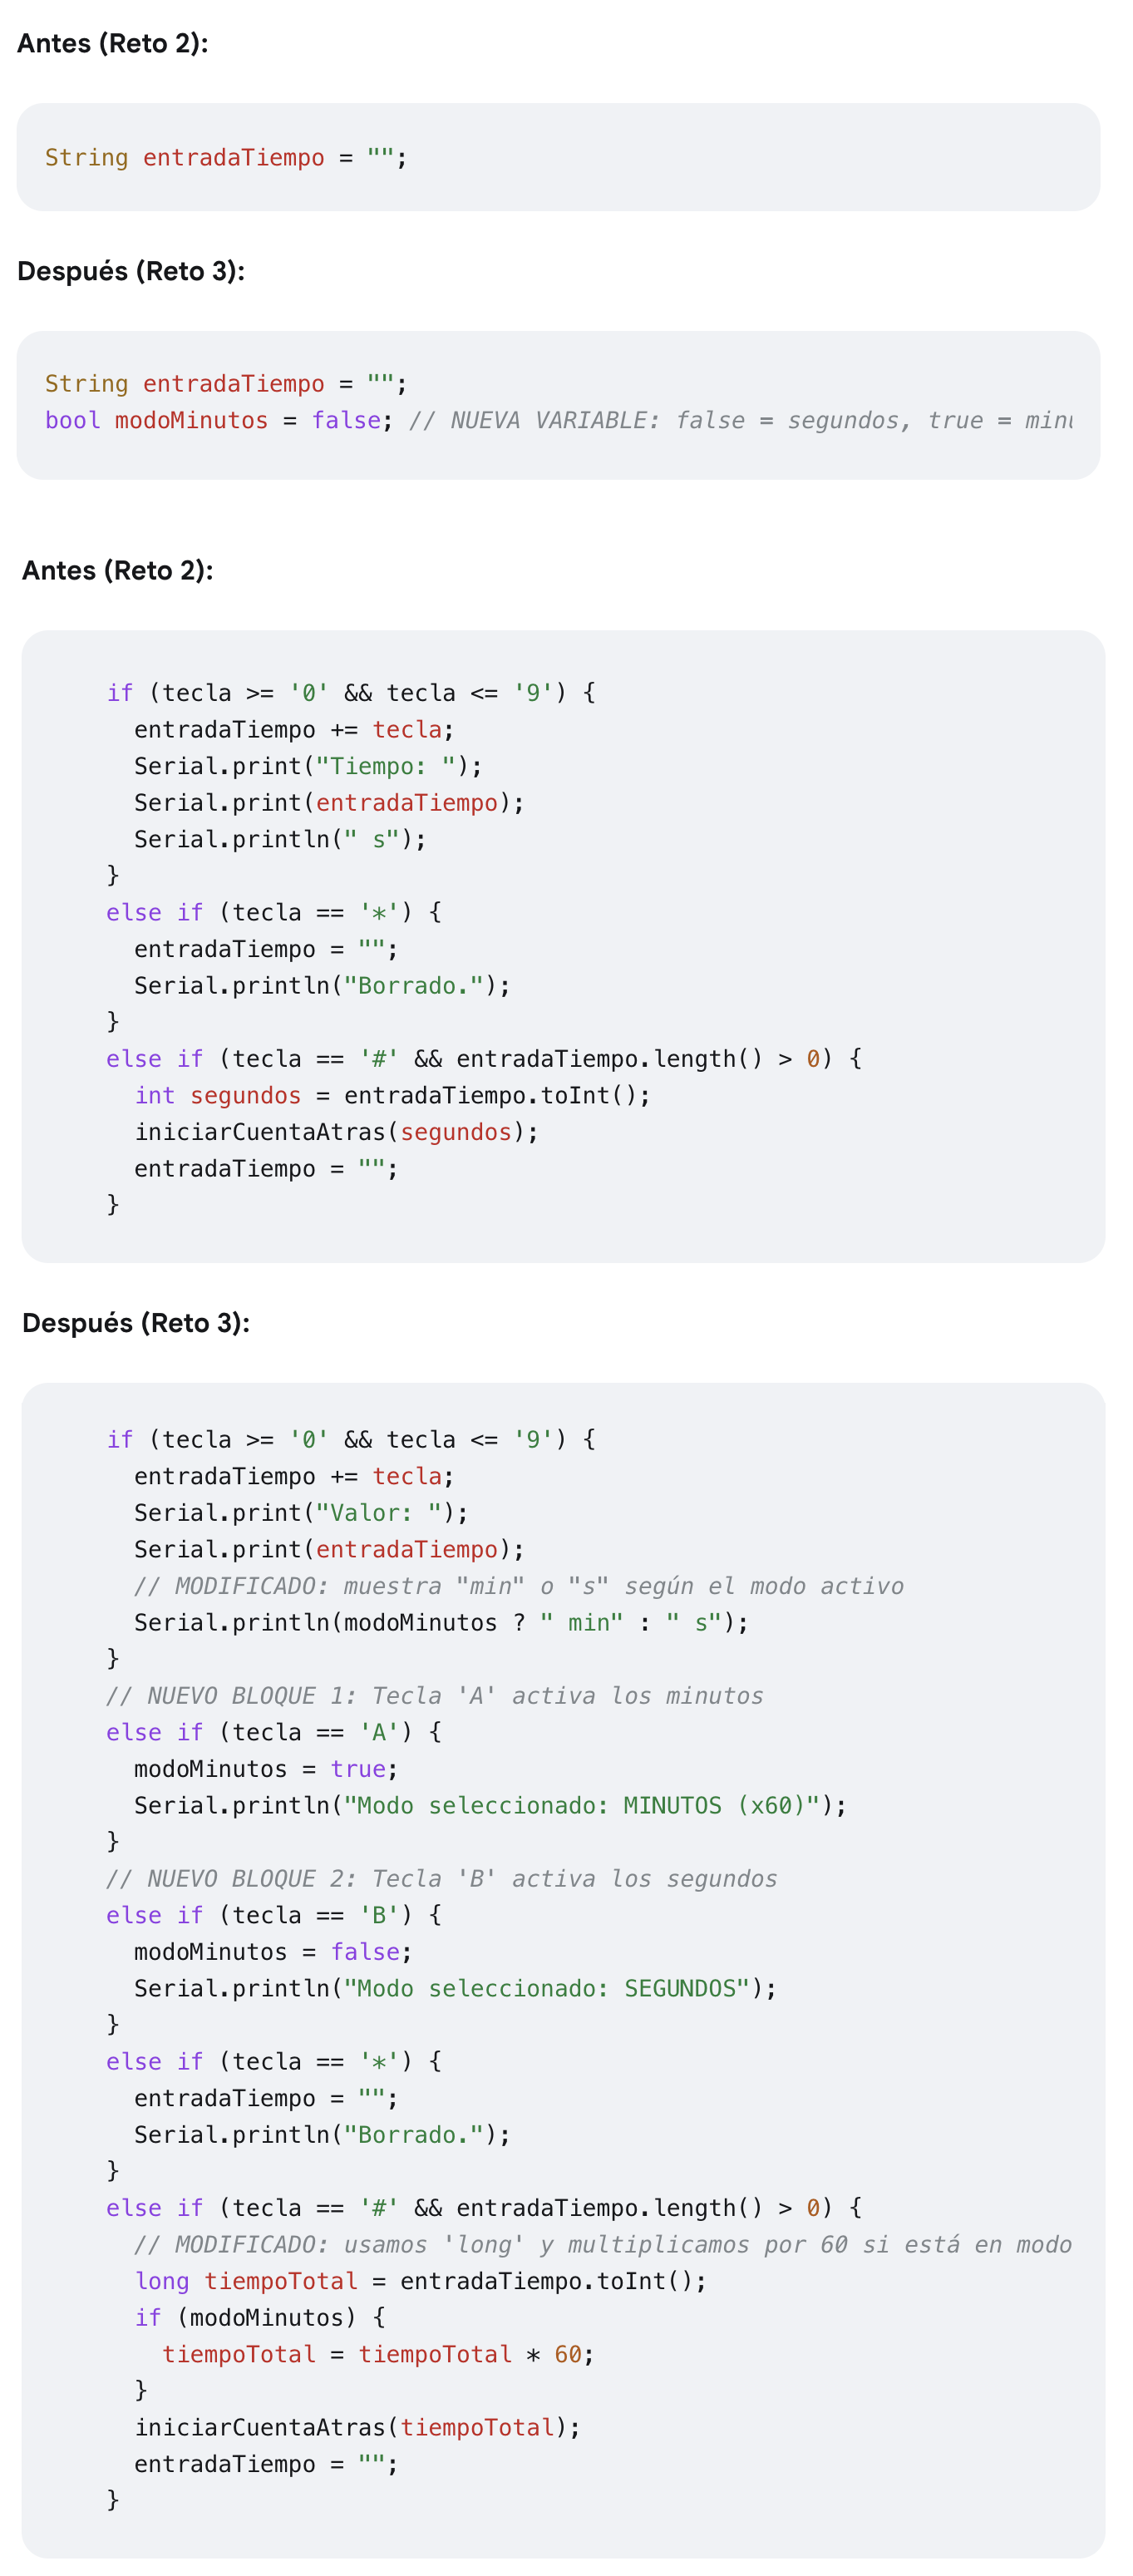 Antes (Reto 2):
String entradaTiempo = "";
Después (Reto 3):
String entradaTiempo = "";
bool modoMinutos = false; // NUEVA VARIABLE: false = segundos, true = minu
Antes (Reto 2):
if (tecla >= '0' && tecla <= '9') {
entradaTiempo += tecla;
Serial.print("Tiempo: ");
Serial.print(entradaTiempo);
Serial.println(" s");
}
else if (tecla == '*') {
entradaTiempo = "";
Serial.println("Borrado.");
}
else if (tecla == '#' && entradaTiempo.length() > 0) {
int segundos = entradaTiempo.toInt();
iniciarCuentaAtras(segundos);
entradaTiempo = "";
}
Después (Reto 3):
if (tecla >= '0' && tecla <= '9') {
entradaTiempo += tecla;
Serial.print("Valor: ");
Serial.print(entradaTiempo);
// MODIFICADO: muestra "min" o "s" según el modo activo
Serial.println(modoMinutos ? " min" : " s");
}
// NUEVO BLOQUE 1: Tecla 'A' activa los minutos
else if (tecla == 'A') {
modoMinutos = true;
Serial.println("Modo seleccionado: MINUTOS (x60)");
}
// NUEVO BLOQUE 2: Tecla 'B' activa los segundos
else if (tecla == 'B') {
modoMinutos = false;
Serial.println("Modo seleccionado: SEGUNDOS");
}
else if (tecla == '*') {
entradaTiempo = "";
Serial.println("Borrado.");
}
else if (tecla == '#' && entradaTiempo.length() > 0) {
// MODIFICADO: usamos 'long' y multiplicamos por 60 si está en modo
long tiempoTotal = entradaTiempo.toInt();
if (modoMinutos) {
tiempoTotal = tiempoTotal * 60;
}
iniciarCuentaAtras(tiempoTotal);
entradaTiempo = "";
}